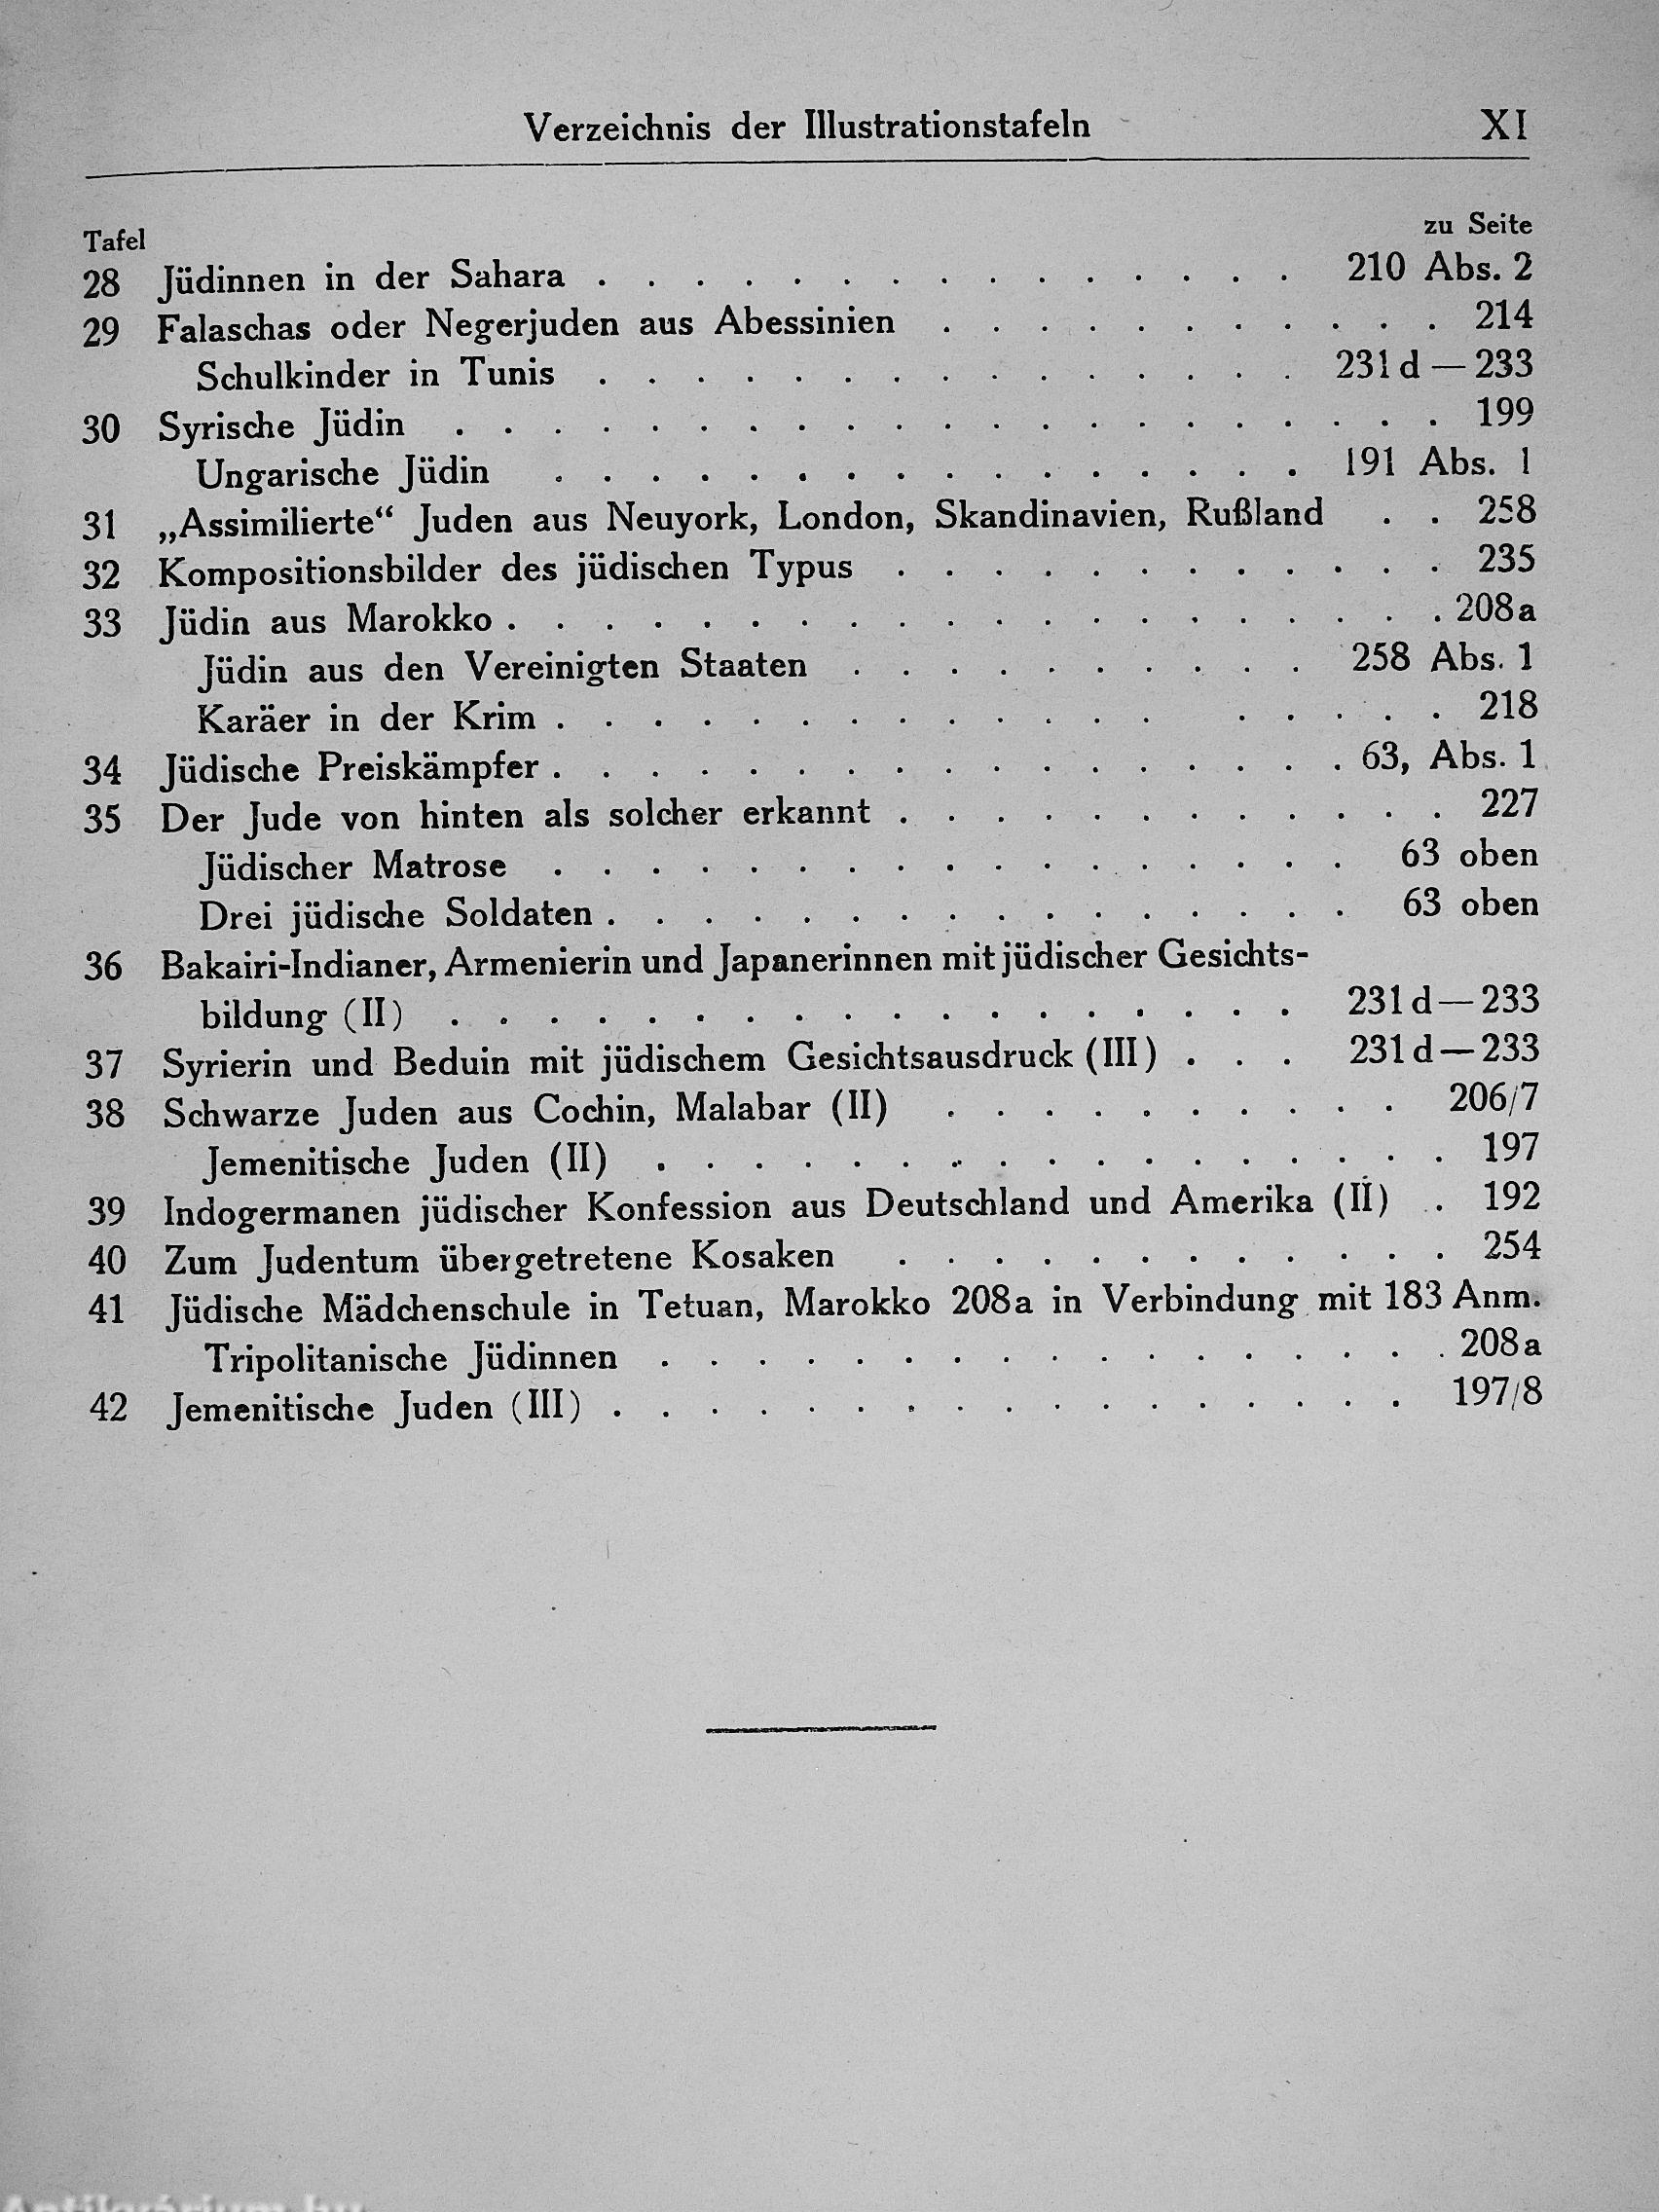 Verzeichnis der Illustrationstafeln XI
Tafel zu Seite
28 Jüdinnen in der Sahara . . . . . . . . . . . . . . . 210 Abs. 2
29 Falaschas oder Negerjuden aus Abessinien . . . . . . . . . . . 214
Schulkinder in Tunis . . . . . . . . . . . . . . . 231 d — 233
30 Syrische Jüdin . . . . . . . . . . . . . . . . . . . . . 199
Ungarische Jüdin . . . . . . . . . . . . . . . . 191 Abs. 1
31 „Assimilierte“ Juden aus Neuyork, London, Skandinavien, Rußland . . 258
32 Kompositionsbilder des jüdischen Typus . . . . . . . . . . . . 235
33 Jüdin aus Marokko . . . . . . . . . . . . . . . . . . . . 208 a
Jüdin aus den Vereinigten Staaten . . . . . . . . . . 258 Abs. 1
Karäer in der Krim . . . . . . . . . . . . . . . . . . 218
34 Jüdische Preiskämpfer . . . . . . . . . . . . . . . . . 63, Abs. 1
35 Der Jude von hinten als solcher erkannt . . . . . . . . . . . . 227
Jüdischer Matrose . . . . . . . . . . . . . . . . . 63 oben
Drei jüdische Soldaten . . . . . . . . . . . . . . . . 63 oben
36 Bakairi-Indianer, Armenierin und Japanerinnen mit jüdischer Gesichts-
bildung (II) . . . . . . . . . . . . . . . . . . 231 d — 233
37 Syrierin und Beduin mit jüdischem Gesichtsausdruck (III) . . . 231 d — 233
38 Schwarze Juden aus Cochin, Malabar (II) . . . . . . . . . . 206/7
Jemenitische Juden (II) . . . . . . . . . . . . . . . . . 197
39 Indogermanen jüdischer Konfession aus Deutschland und Amerika (II) . . 192
40 Zum Judentum übergetretene Kosaken . . . . . . . . . . . . 254
41 Jüdische Mädchenschule in Tetuan, Marokko 208 a in Verbindung mit 183 Anm.
Tripolitanische Jüdinnen . . . . . . . . . . . . . . . . . 208 a
42 Jemenitische Juden (III) . . . . . . . . . . . . . . . . . 197/8